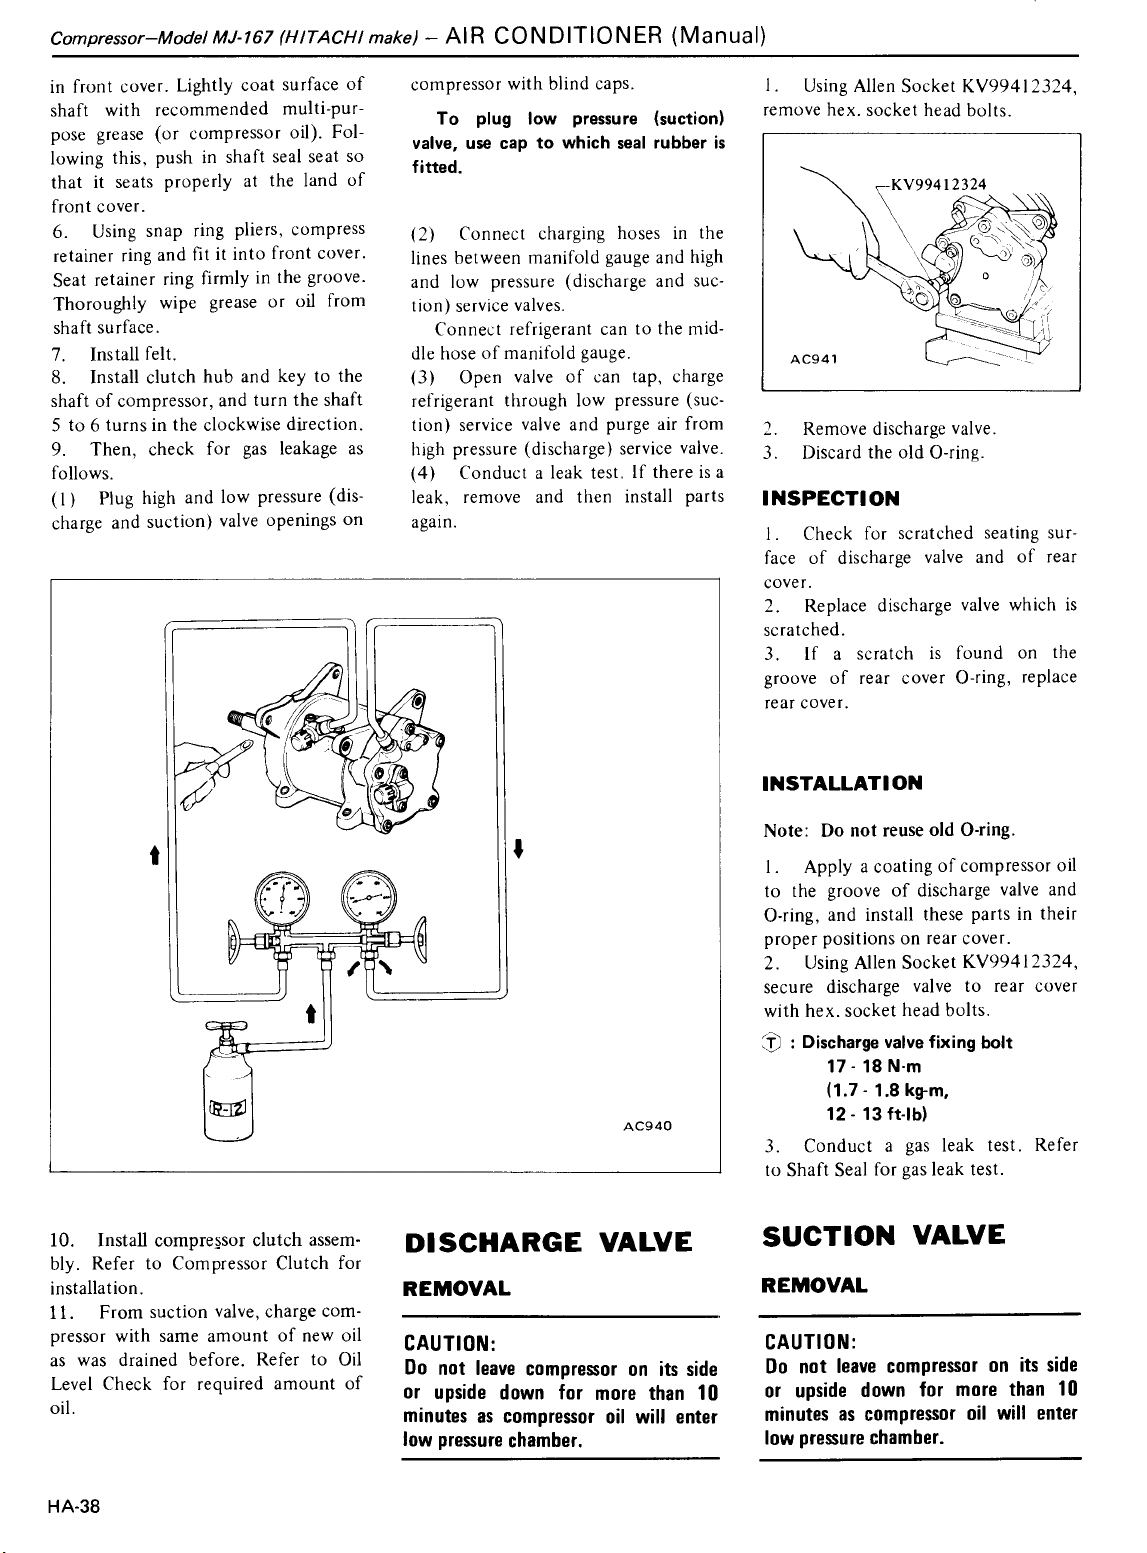 Compressor—Model MJ-167 (HITACHI make) – AIR CONDITIONER (Manual)
in front cover. Lightly coat surface of
shaft with recommended multi-pur-
pose grease (or compressor oil). Fol-
lowing this, push in shaft seal seat so
that it seats properly at the land of
front cover.
6. Using snap ring pliers, compress
retainer ring and fit it into front cover.
Seat retainer ring firmly in the groove.
Thoroughly wipe grease or oil from
shaft surface.
7. Install felt.
8. Install clutch hub and key to the
shaft of compressor, and turn the shaft
5 to 6 turns in the clockwise direction.
9. Then, check for gas leakage as
follows.
(1) Plug high and low pressure (dis-
charge and suction) valve openings on
compressor with blind caps.
To plug low pressure (suction)
valve, use cap to which seal rubber is
fitted.
(2) Connect charging hoses in the
lines between manifold gauge and high
and low pressure (discharge and suc-
tion) service valves.
Connect refrigerant can to the mid-
dle hose of manifold gauge.
(3) Open valve of can tap, charge
refrigerant through low pressure (suc-
tion) service valve and purge air from
high pressure (discharge) service valve.
(4) Conduct a leak test. If there is a
leak, remove and then install parts
again.
R-12
AC940
10. Install compressor clutch assem-
bly. Refer to Compressor Clutch for
installation.
11. From suction valve, charge com-
pressor with same amount of new oil
as was drained before. Refer to Oil
Level Check for required amount of
oil.
DISCHARGE VALVE
REMOVAL
CAUTION:
Do not leave compressor on its side
or upside down for more than 10
minutes as compressor oil will enter
low pressure chamber.
1. Using Allen Socket KV99412324,
remove hex. socket head bolts.
KV99412324
AC941
2. Remove discharge valve.
3. Discard the old O-ring.
INSPECTION
1. Check for scratched seating sur-
face of discharge valve and of rear
cover.
2. Replace discharge valve which is
scratched.
3. If a scratch is found on the
groove of rear cover O-ring, replace
rear cover.
INSTALLATION
Note: Do not reuse old O-ring.
1. Apply a coating of compressor oil
to the groove of discharge valve and
O-ring, and install these parts in their
proper positions on rear cover.
2. Using Allen Socket KV99412324,
secure discharge valve to rear cover
with hex. socket head bolts.
Ⓣ : Discharge valve fixing bolt
17 - 18 N·m
(1.7 - 1.8 kg-m,
12 - 13 ft-lb)
3. Conduct a gas leak test. Refer
to Shaft Seal for gas leak test.
SUCTION VALVE
REMOVAL
CAUTION:
Do not leave compressor on its side
or upside down for more than 10
minutes as compressor oil will enter
low pressure chamber.
HA-38